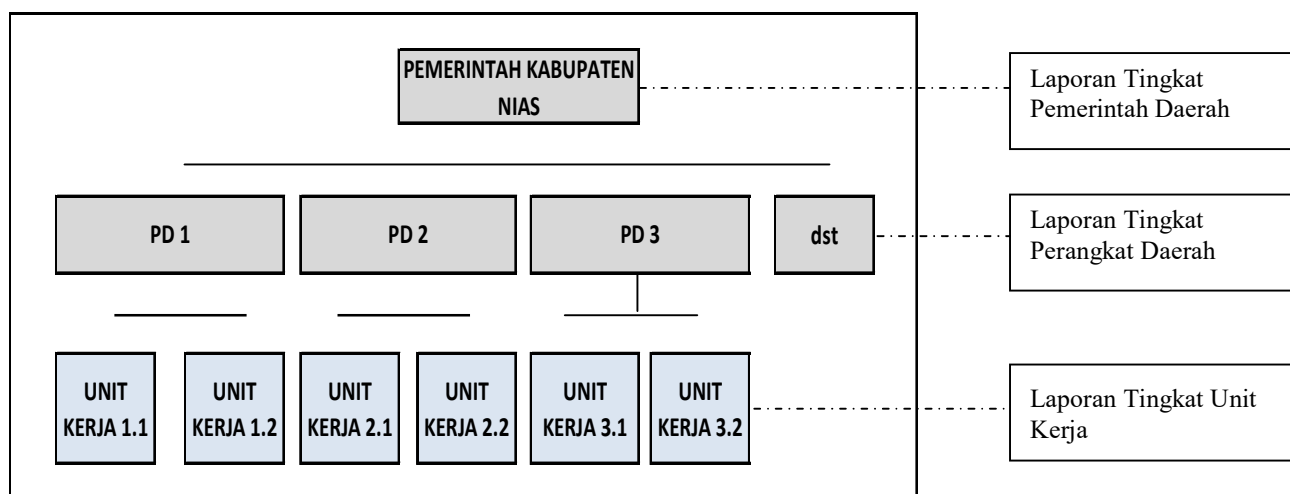 PEMERINTAH KABUPATEN
NIAS
Laporan Tingkat
Pemerintah Daerah
PD 1
PD 2
PD 3
dst
Laporan Tingkat
Perangkat Daerah
UNIT
KERJA 1.1
UNIT
KERJA 1.2
UNIT
KERJA 2.1
UNIT
KERJA 2.2
UNIT
KERJA 3.1
UNIT
KERJA 3.2
Laporan Tingkat Unit
Kerja